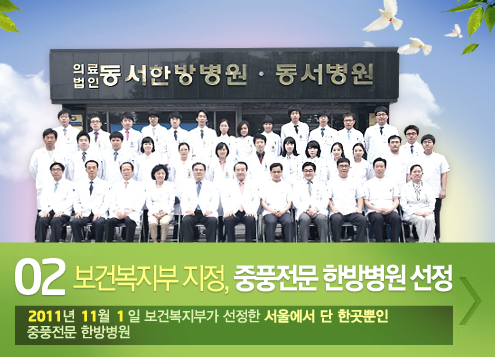 의료
법인 동서한방병원 · 동서병원
02 보건복지부 지정, 중풍전문 한방병원 선정
2011년 11월 1일 보건복지부가 선정한 서울에서 단 한곳뿐인
중풍전문 한방병원